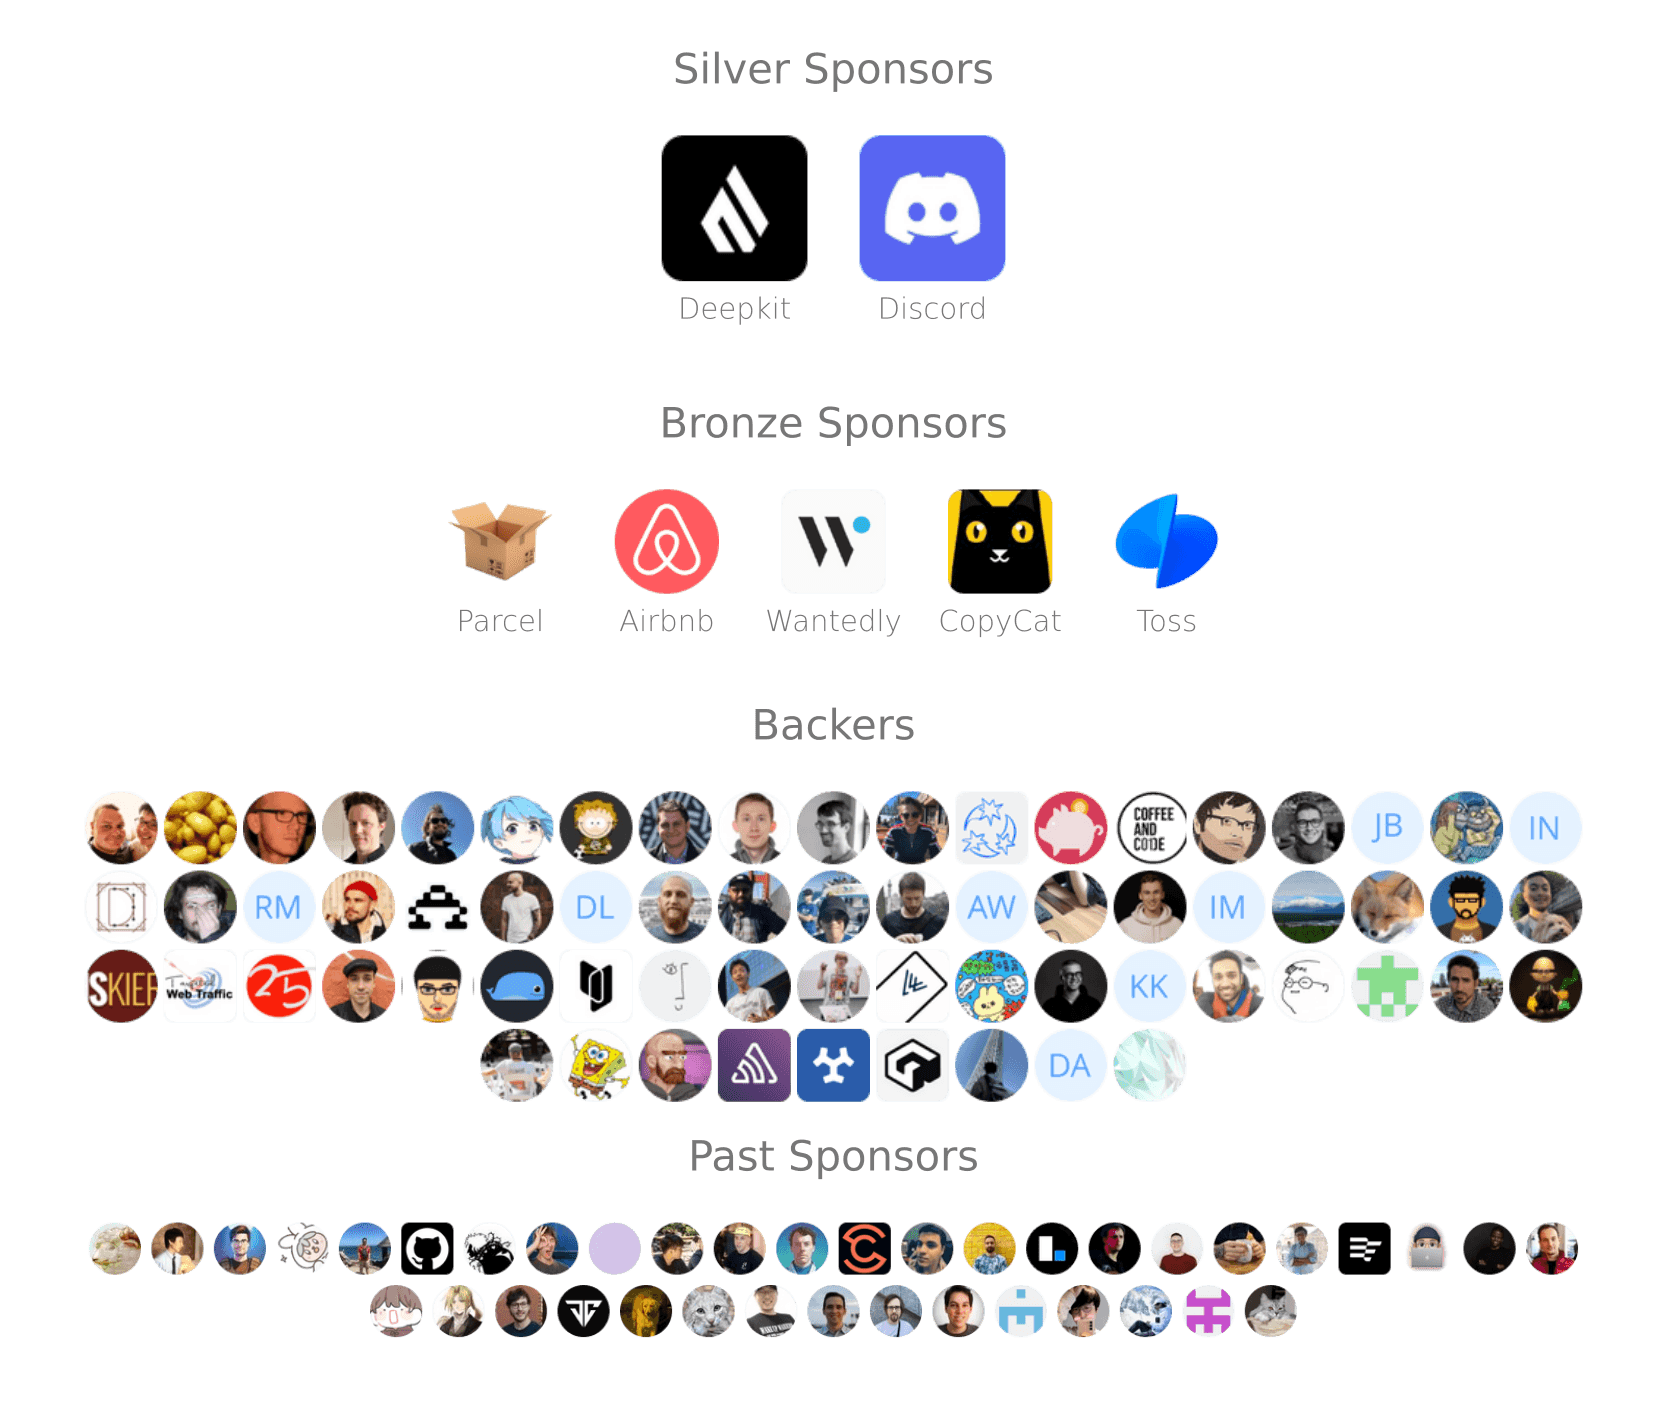 Silver Sponsors
Deepkit
Discord
Bronze Sponsors
Parcel
Airbnb
Wantedly
CopyCat
Toss
Backers
COFFEE
AND
CODE
JB
IN
RM
DL
AW
IM
SKIER
Web Traffic
25
KK
DA
Past Sponsors